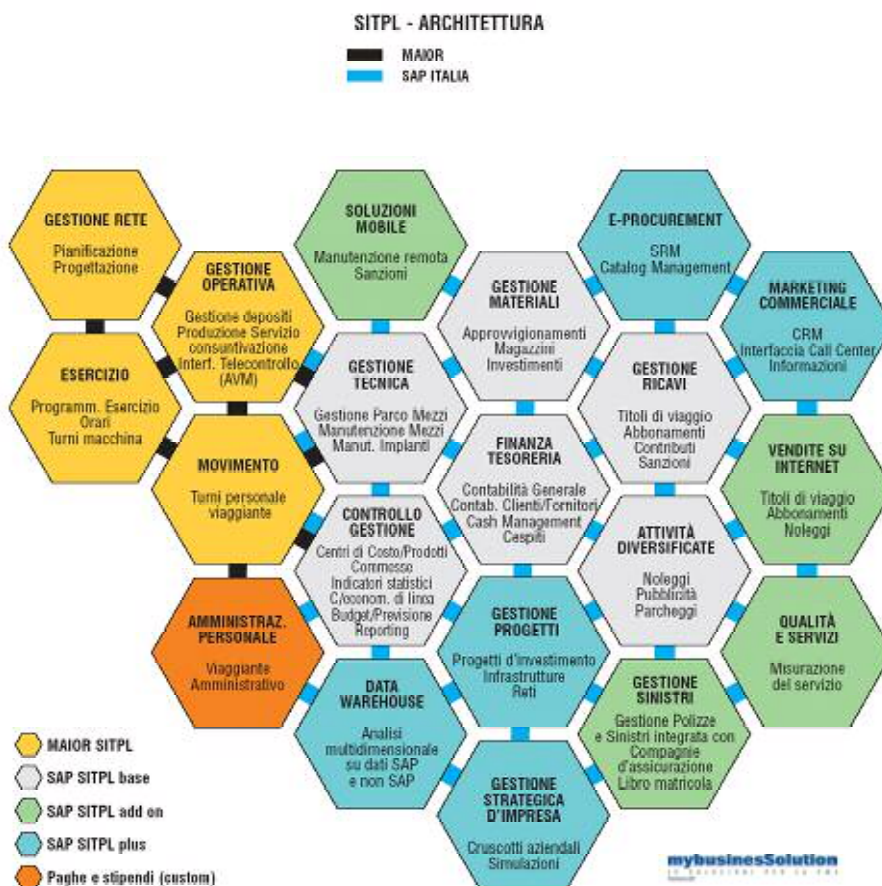 SITPL - ARCHITETTURA
MAIOR
SAP ITALIA
GESTIONE RETE
Pianificazione
Progettazione
GESTIONE
OPERATIVA
Gestione depositi
Produzione Servizio
consuntivazione
Interf. Telecontrollo
(AVM)
ESERCIZIO
Programm. Esercizio
Orari
Turni macchina
MOVIMENTO
Turni personale
viaggiante
AMMINISTRAZ.
PERSONALE
Viaggiante
Amministrativo
SOLUZIONI
MOBILE
Manutenzione remota
Sanzioni
GESTIONE
TECNICA
Gestione Parco Mezzi
Manutenzione Mezzi
Manut. Impianti
CONTROLLO
GESTIONE
Centri di Costo/Prodotti
Commesse
Indicatori statistici
C/econom. di linea
Budget/Previsione
Reporting
DATA
WAREHOUSE
Analisi
multidimensionale
su dati SAP
e non SAP
GESTIONE
MATERIALI
Approvvigionamenti
Magazzini
Investimenti
FINANZA
TESORERIA
Contabilità Generale
Contab. Clienti/Fornitori
Cash Management
Cespiti
GESTIONE
PROGETTI
Progetti d'investimento
Infrastrutture
Reti
GESTIONE
STRATEGICA
D'IMPRESA
Cruscotti aziendali
Simulazioni
E-PROCUREMENT
SRM
Catalog Management
GESTIONE
RICAVI
Titoli di viaggio
Abbonamenti
Contributi
Sanzioni
ATTIVITÀ
DIVERSIFICATE
Noleggi
Pubblicità
Parcheggi
GESTIONE
SINISTRI
Gestione Polizze
e Sinistri integrata con
Compagnie
d'assicurazione
Libro matricola
MARKETING
COMMERCIALE
CRM
Interfaccia Call Center
Informazioni
VENDITE SU
INTERNET
Titoli di viaggio
Abbonamenti
Noleggi
QUALITÀ
E SERVIZI
Misurazione
del servizio
MAIOR SITPL
SAP SITPL base
SAP SITPL add on
SAP SITPL plus
Paghe e stipendi (custom)
mybusinesSolution
LE SOLUZIONI PER LA PMI